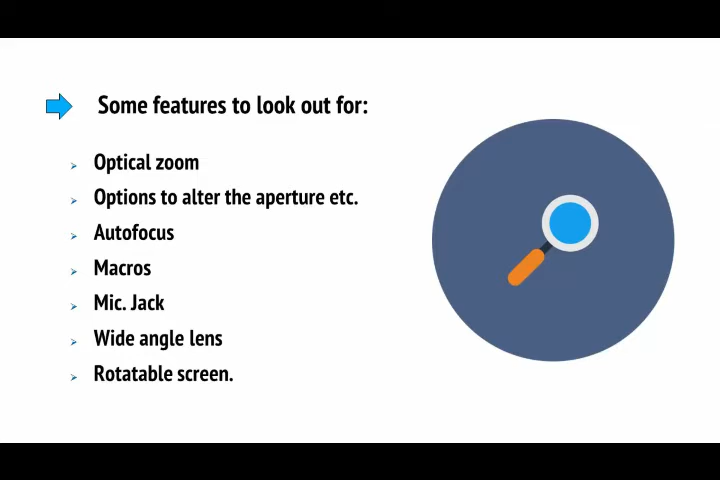 Some features to look out for:
Optical zoom
Options to alter the aperture etc.
Autofocus
Macros
Mic. Jack
Wide angle lens
Rotatable screen.